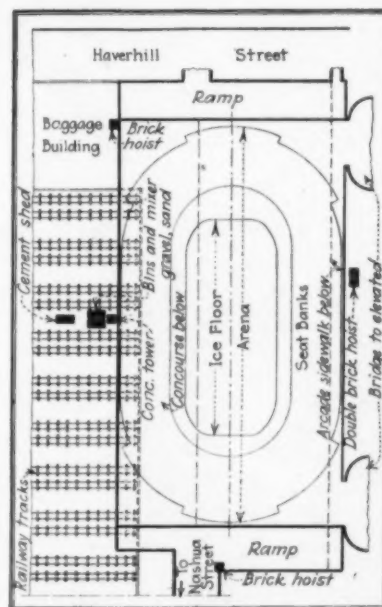 Haverhill Street
Ramp
Baggage
Building
Brick
hoist
Cement shed
Bins and mixer
gravel, sand
Conc. tower
Concourse below
Ice Floor
Arena
Seat Banks
Arcade sidewalk below
Double brick hoist
Bridge to elevated
Railway tracks
Ramp
To
Nashua
Street
Brick hoist